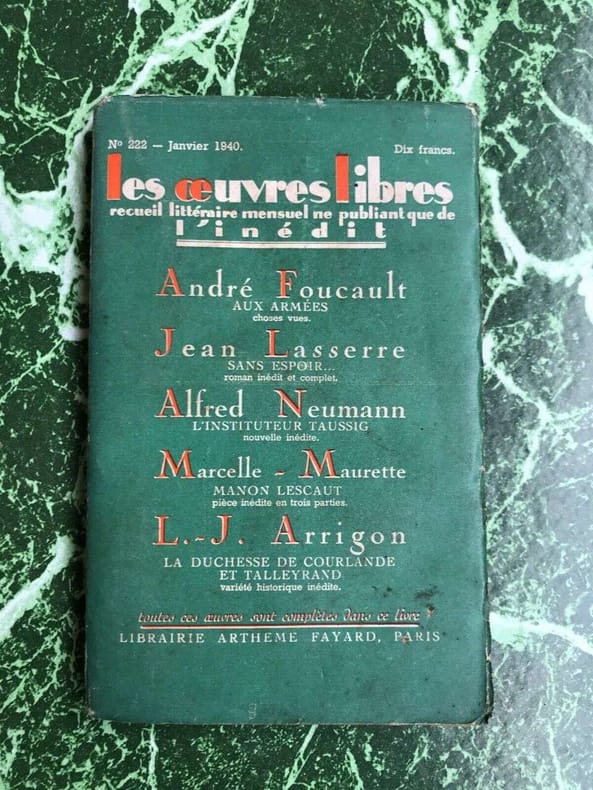 Nº 222 — Janvier 1940. Dix francs.
les œuvres libres
recueil littéraire mensuel ne publiant que de
l'inédit
André Foucault
AUX ARMÉES
choses vues.
Jean Lasserre
SANS ESPOIR...
roman inédit et complet.
Alfred Neumann
L'INSTITUTEUR TAUSSIG
nouvelle inédite.
Marcelle - Maurette
MANON LESCAUT
pièce inédite en trois parties.
L.-J. Arrigon
LA DUCHESSE DE COURLANDE
ET TALLEYRAND
variété historique inédite.
toutes ces œuvres sont complètes dans ce livre
LIBRAIRIE ARTHEME FAYARD, PARIS